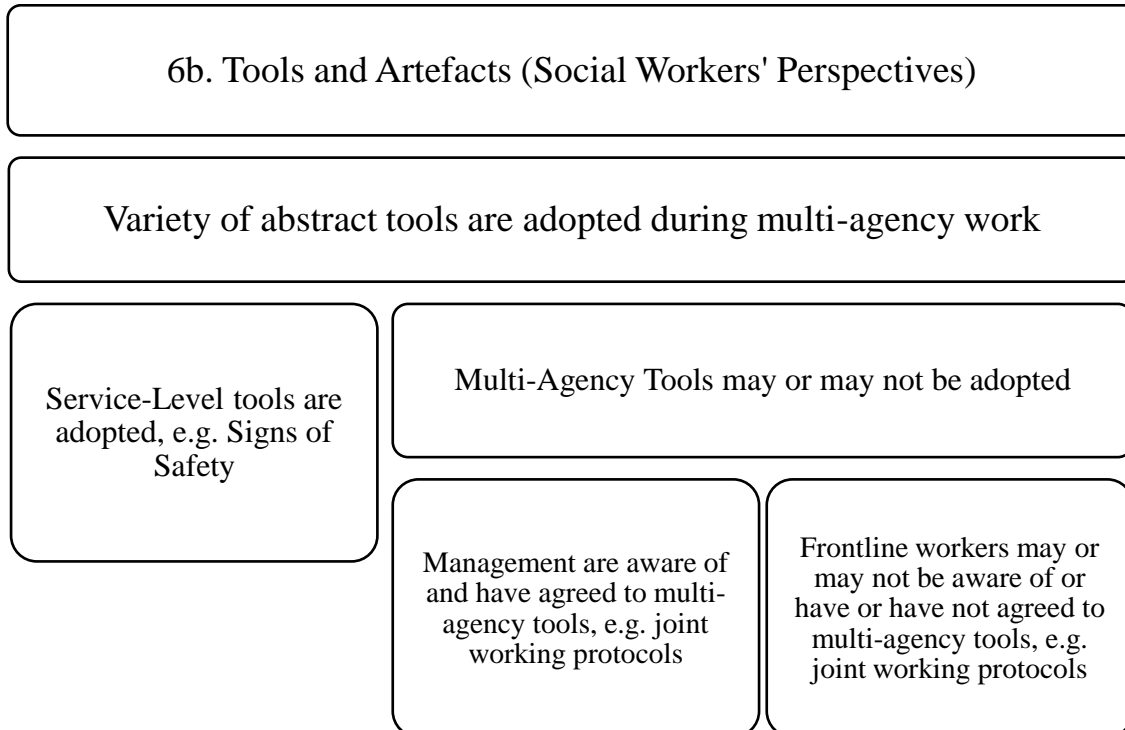 6b. Tools and Artefacts (Social Workers' Perspectives)
Variety of abstract tools are adopted during multi-agency work
Service-Level tools are
adopted, e.g. Signs of
Safety
Multi-Agency Tools may or may not be adopted
Management are aware of
and have agreed to multi-
agency tools, e.g. joint
working protocols
Frontline workers may or
may not be aware of or
have or have not agreed to
multi-agency tools, e.g.
joint working protocols